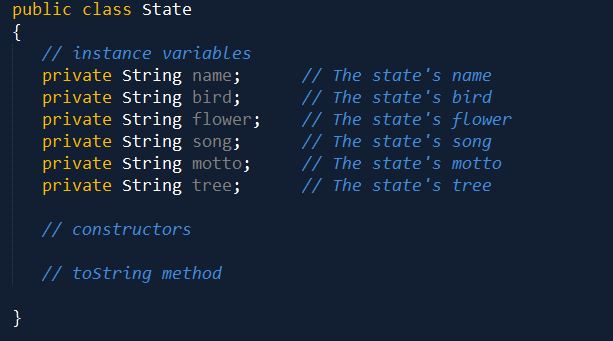 public class State
{
// instance variables
private String name; // The state's name
private String bird; // The state's bird
private String flower; // The state's flower
private String song; // The state's song
private String motto; // The state's motto
private String tree; // The state's tree
// constructors
// toString method
}